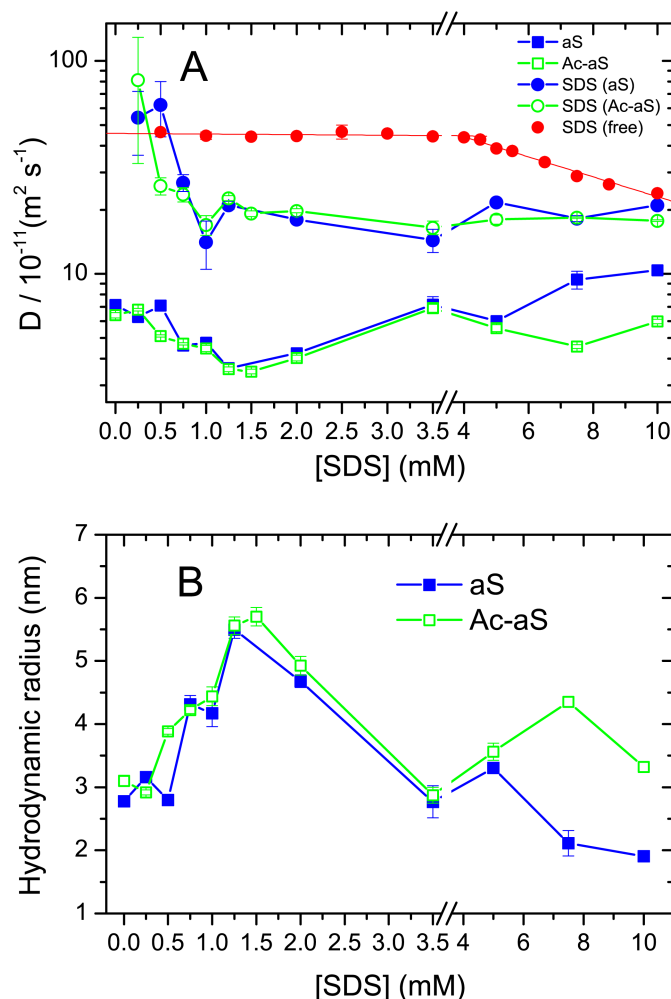 A
aS
Ac-aS
SDS (aS)
SDS (Ac-aS)
SDS (free)
100
10
D / 10⁻¹¹(m² s⁻¹)
0.0 0.5 1.0 1.5 2.0 2.5 3.0 3.5 4 6 8 10
[SDS] (mM)
B
aS
Ac-aS
7
6
5
4
3
2
1
Hydrodynamic radius (nm)
0.0 0.5 1.0 1.5 2.0 2.5 3.0 3.5 4 6 8 10
[SDS] (mM)